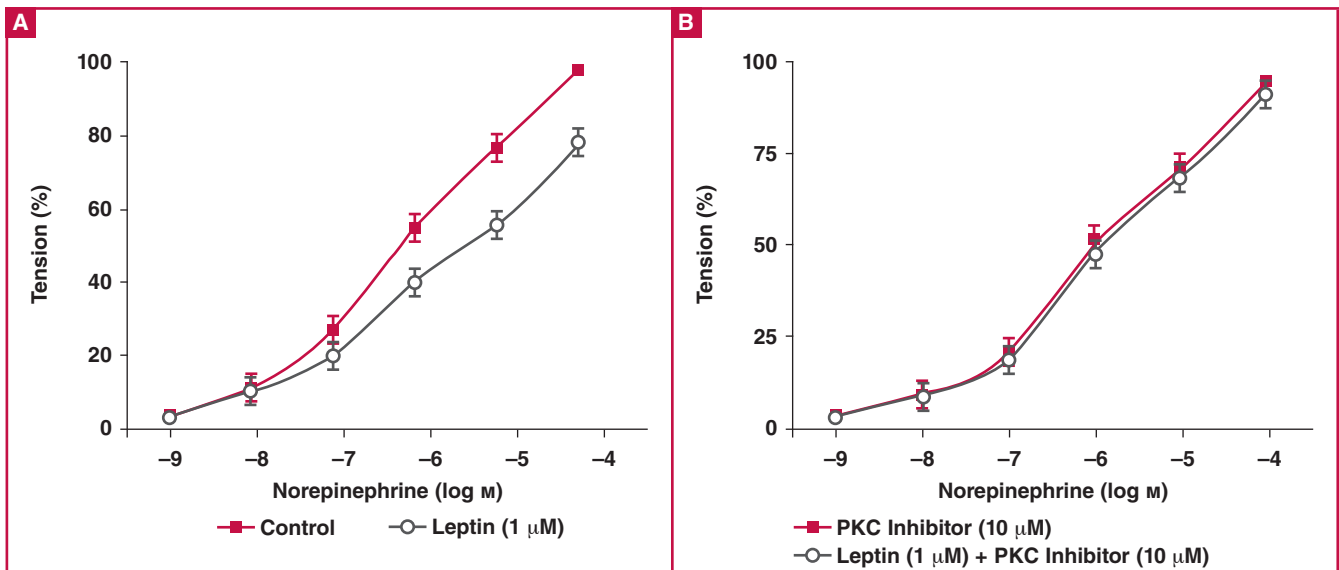 A
100
80
60
40
20
0
Tension (%)
–9 –8 –7 –6 –5 –4
Norepinephrine (log м)
Control Leptin (1 μM)
B
100
75
50
25
0
Tension (%)
–9 –8 –7 –6 –5 –4
Norepinephrine (log м)
PKC Inhibitor (10 μM)
Leptin (1 μM) + PKC Inhibitor (10 μM)